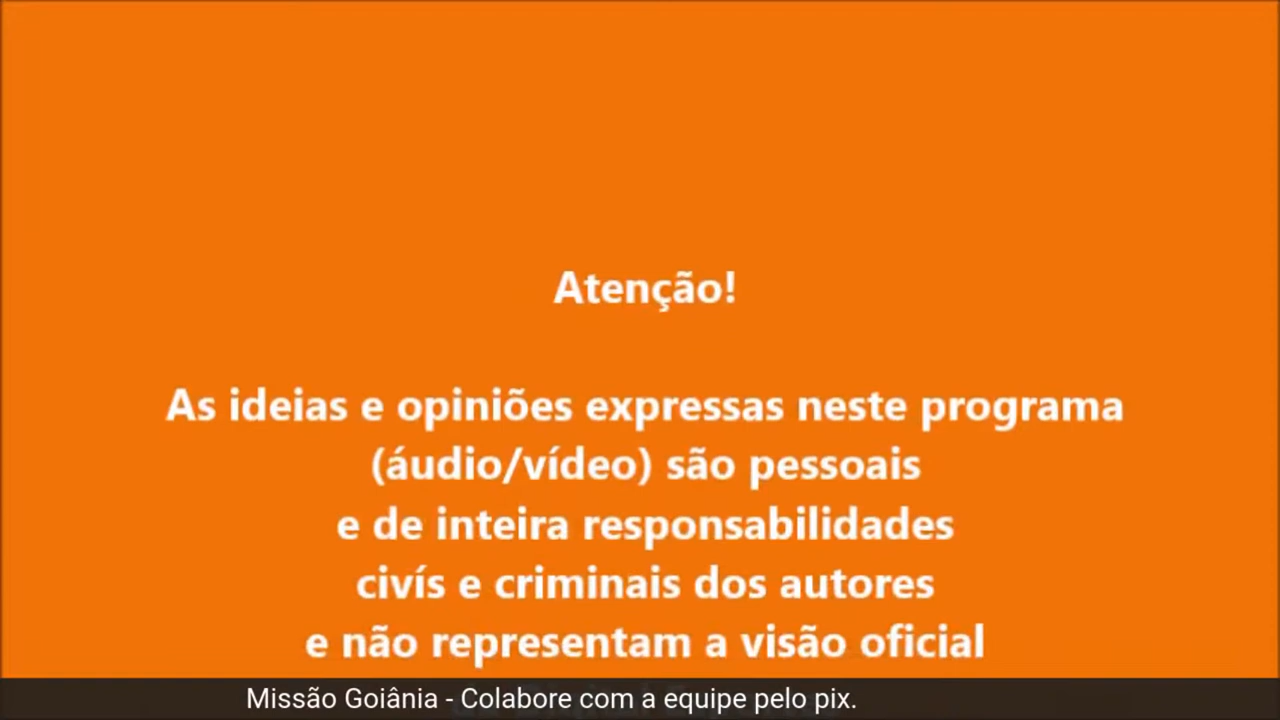 Atenção!
As ideias e opiniões expressas neste programa
(áudio/vídeo) são pessoais
e de inteira responsabilidades
civís e criminais dos autores
e não representam a visão oficial
Missão Goiânia - Colabore com a equipe pelo pix.